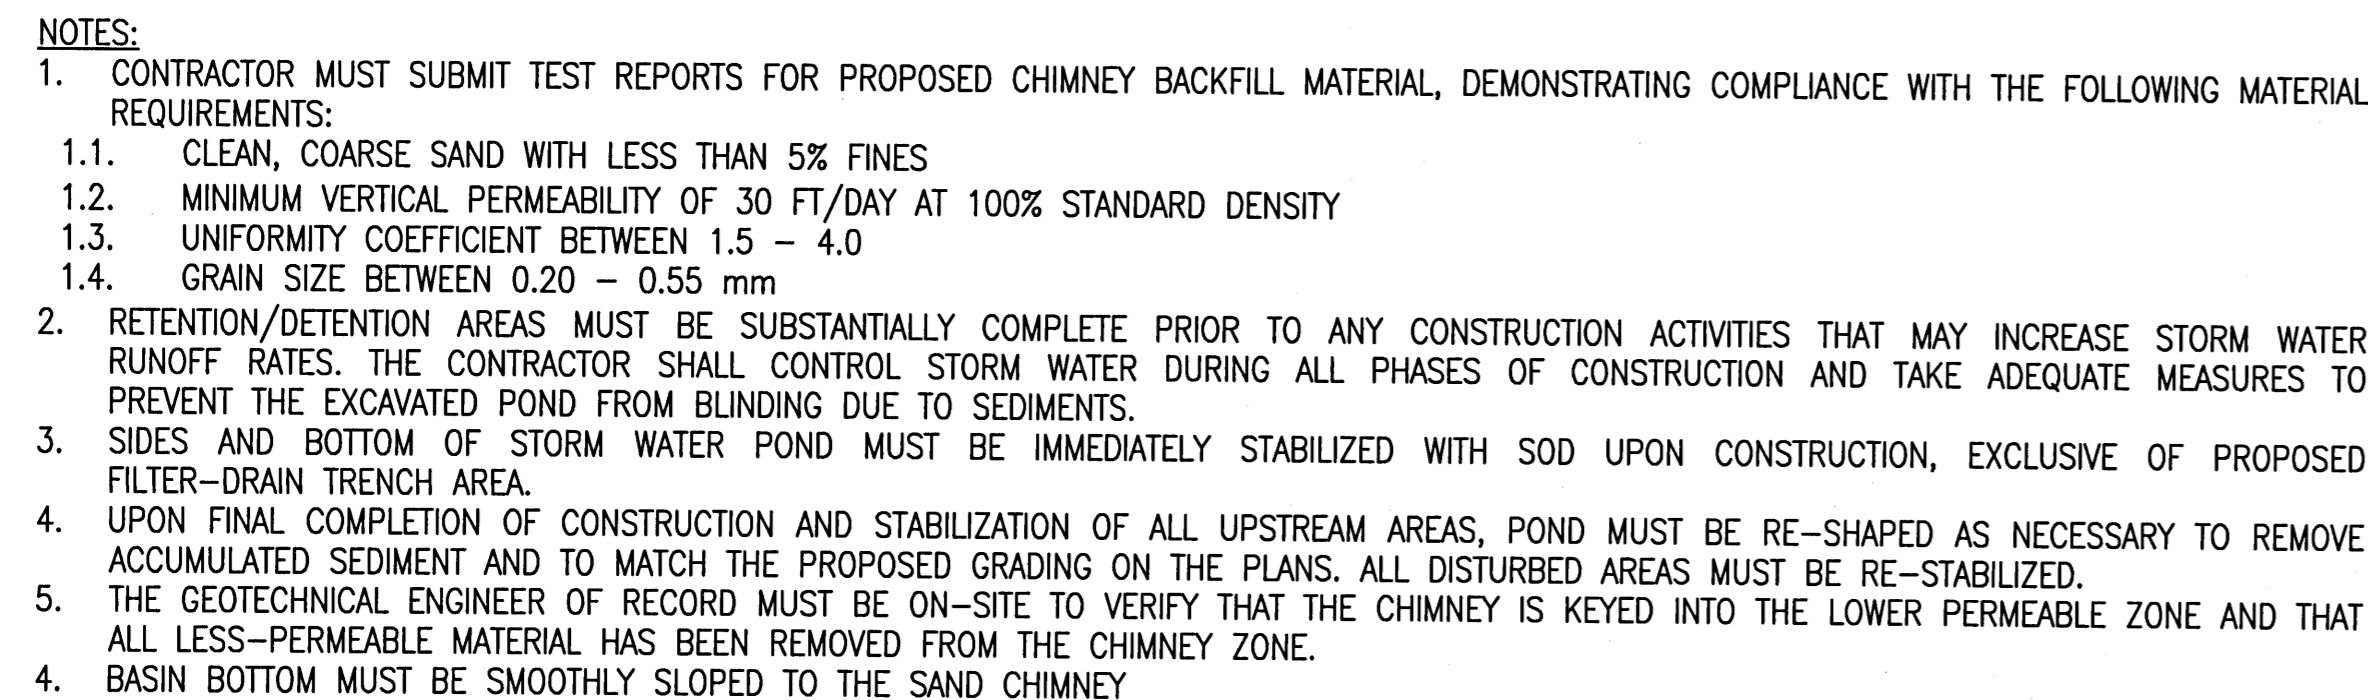 NOTES:
1. CONTRACTOR MUST SUBMIT TEST REPORTS FOR PROPOSED CHIMNEY BACKFILL MATERIAL, DEMONSTRATING COMPLIANCE WITH THE FOLLOWING MATERIAL
REQUIREMENTS:
1.1. CLEAN, COARSE SAND WITH LESS THAN 5% FINES
1.2. MINIMUM VERTICAL PERMEABILITY OF 30 FT/DAY AT 100% STANDARD DENSITY
1.3. UNIFORMITY COEFFICIENT BETWEEN 1.5 – 4.0
1.4. GRAIN SIZE BETWEEN 0.20 – 0.55 mm
2. RETENTION/DETENTION AREAS MUST BE SUBSTANTIALLY COMPLETE PRIOR TO ANY CONSTRUCTION ACTIVITIES THAT MAY INCREASE STORM WATER
RUNOFF RATES. THE CONTRACTOR SHALL CONTROL STORM WATER DURING ALL PHASES OF CONSTRUCTION AND TAKE ADEQUATE MEASURES TO
PREVENT THE EXCAVATED POND FROM BLINDING DUE TO SEDIMENTS.
3. SIDES AND BOTTOM OF STORM WATER POND MUST BE IMMEDIATELY STABILIZED WITH SOD UPON CONSTRUCTION, EXCLUSIVE OF PROPOSED
FILTER–DRAIN TRENCH AREA.
4. UPON FINAL COMPLETION OF CONSTRUCTION AND STABILIZATION OF ALL UPSTREAM AREAS, POND MUST BE RE–SHAPED AS NECESSARY TO REMOVE
ACCUMULATED SEDIMENT AND TO MATCH THE PROPOSED GRADING ON THE PLANS. ALL DISTURBED AREAS MUST BE RE–STABILIZED.
5. THE GEOTECHNICAL ENGINEER OF RECORD MUST BE ON–SITE TO VERIFY THAT THE CHIMNEY IS KEYED INTO THE LOWER PERMEABLE ZONE AND THAT
ALL LESS–PERMEABLE MATERIAL HAS BEEN REMOVED FROM THE CHIMNEY ZONE.
4. BASIN BOTTOM MUST BE SMOOTHLY SLOPED TO THE SAND CHIMNEY